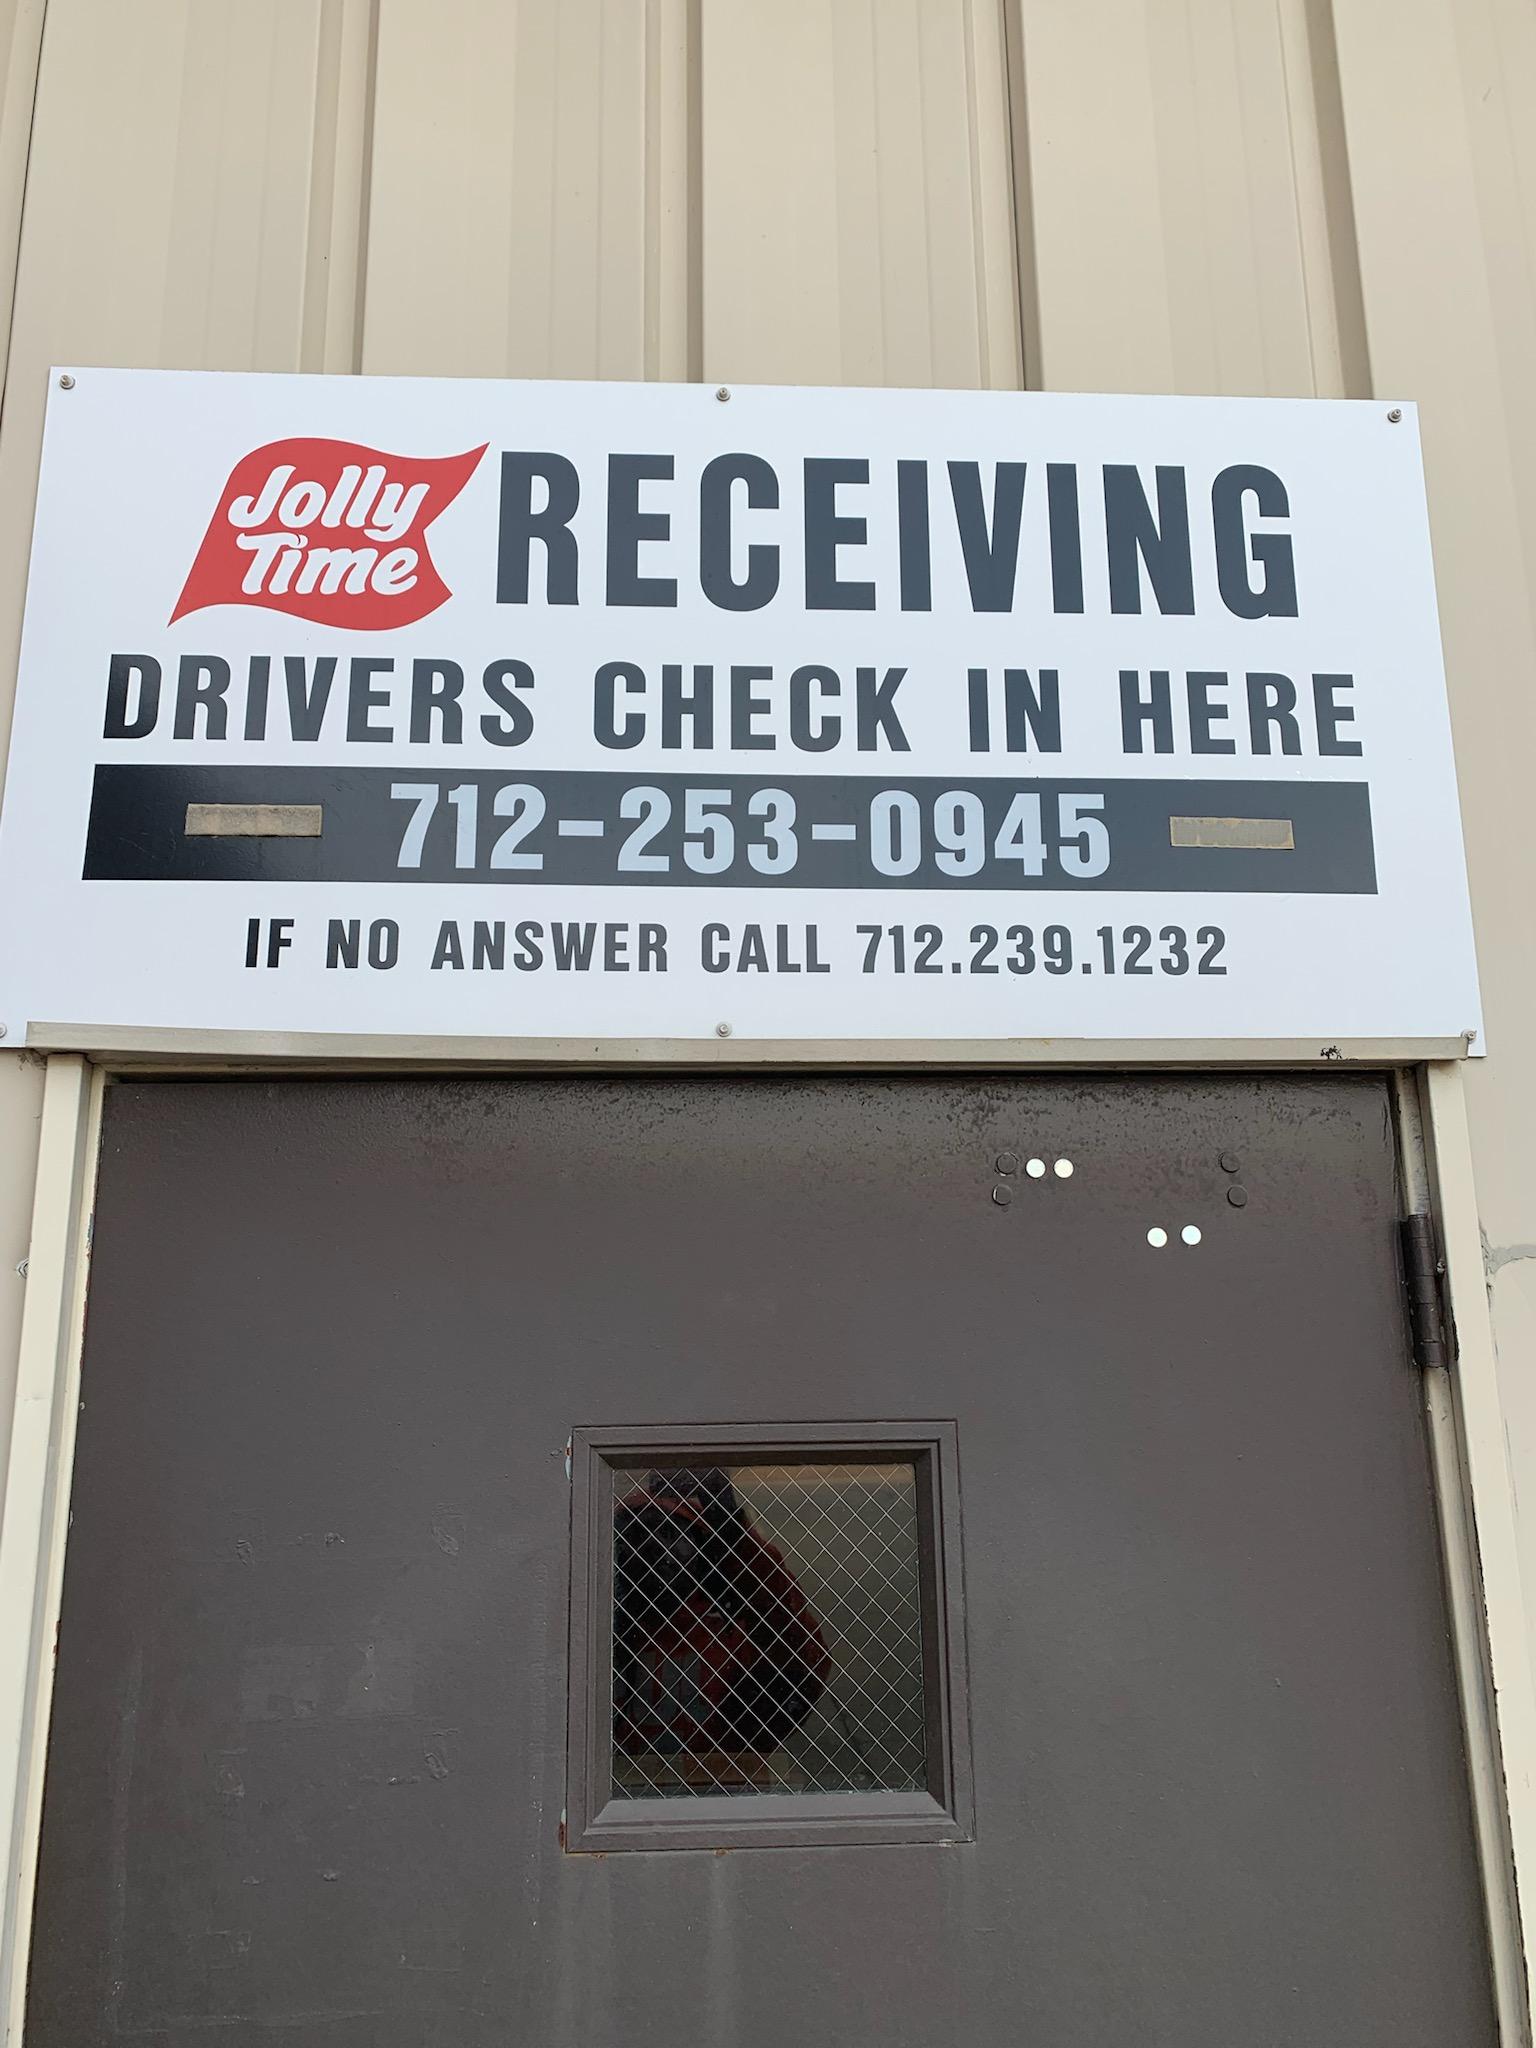 Jolly
Time
RECEIVING
DRIVERS CHECK IN HERE
712-253-0945
IF NO ANSWER CALL 712.239.1232